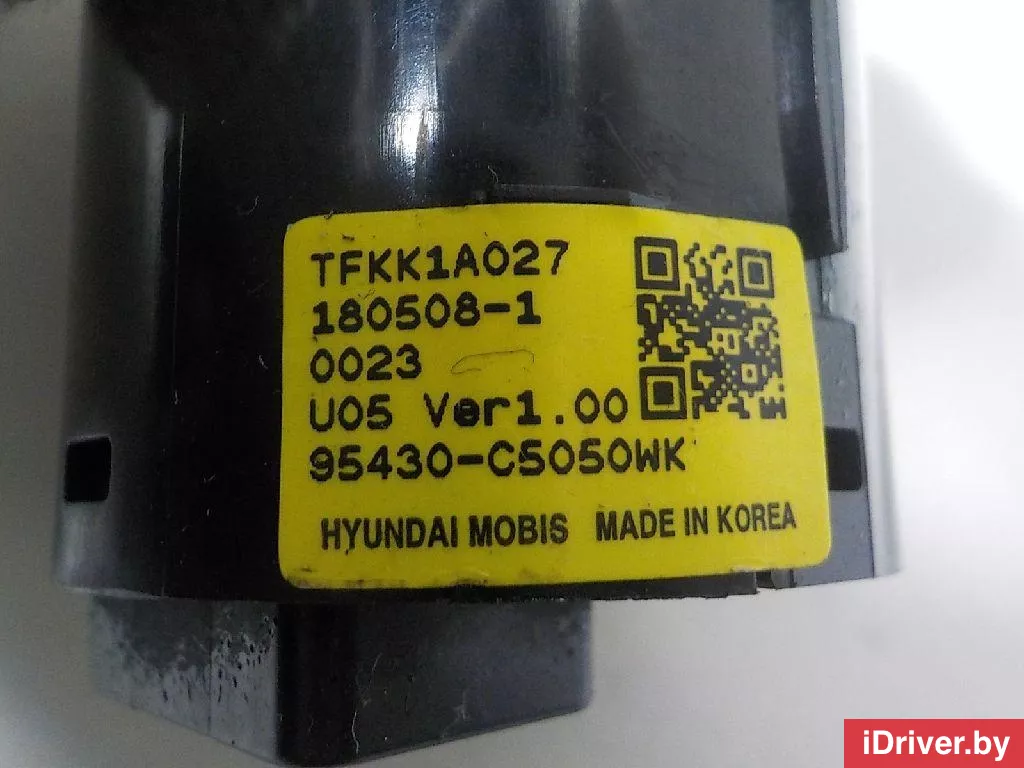 TFKK1A027
180508-1
0023
U05 Ver1.00
95430-C5050WK
HYUNDAI MOBIS MADE IN KOREA
iDriver.by